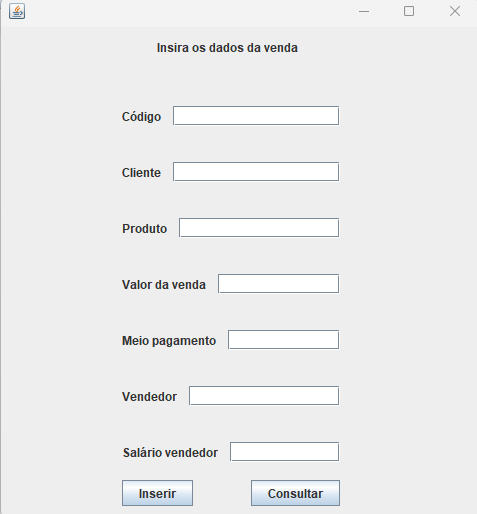 Insira os dados da venda
Código
Cliente
Produto
Valor da venda
Meio pagamento
Vendedor
Salário vendedor
Inserir Consultar